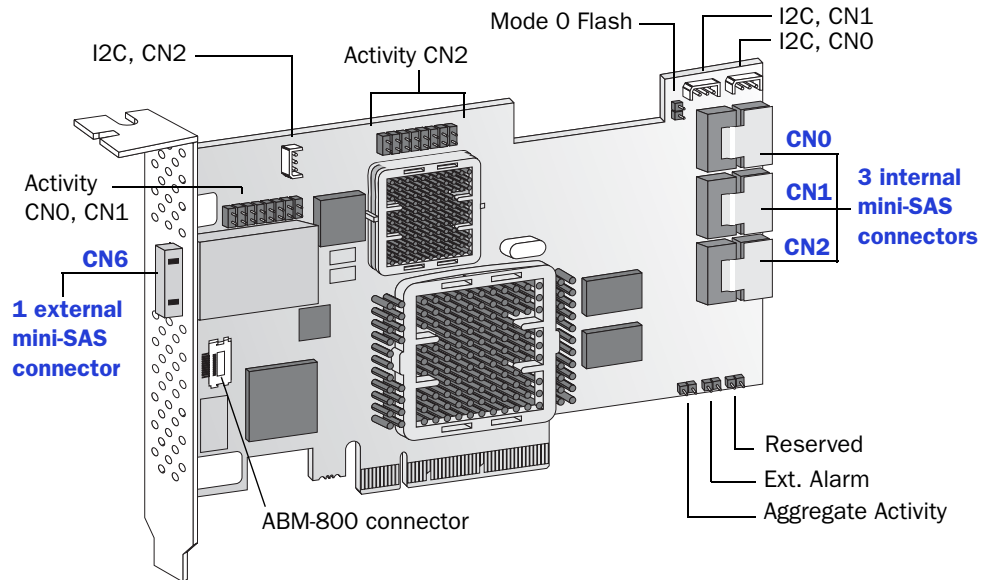 Mode 0 Flash
I2C, CN1
I2C, CN0
I2C, CN2
Activity CN2
CN0
Activity
CN0, CN1
CN1
3 internal
mini-SAS
connectors
CN6
CN2
1 external
mini-SAS
connector
Reserved
Ext. Alarm
Aggregate Activity
ABM-800 connector